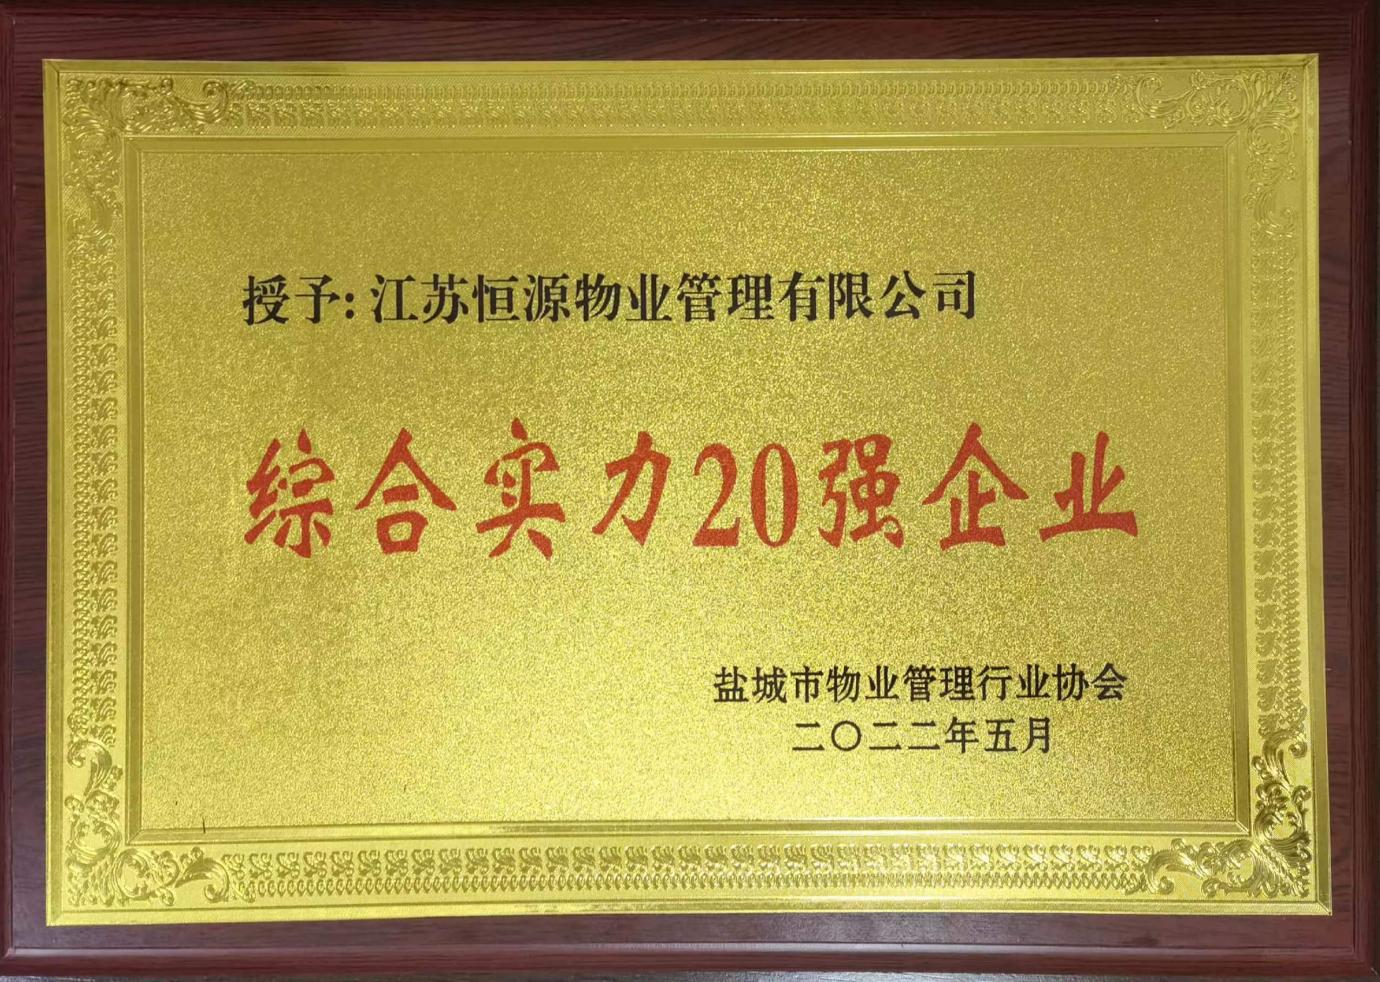 授予:江苏恒源物业管理有限公司
综合实力20强企业
盐城市物业管理行业协会
二〇二二年五月